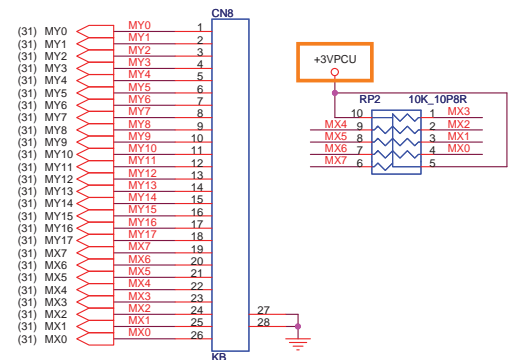 CN8
(31) MY0 MY0 1
(31) MY1 MY1 2
(31) MY2 MY2 3
(31) MY3 MY3 4
(31) MY4 MY4 5
(31) MY5 MY5 6
(31) MY6 MY6 7
(31) MY7 MY7 8
(31) MY8 MY8 9
(31) MY9 MY9 10
(31) MY10 MY10 11
(31) MY11 MY11 12
(31) MY12 MY12 13
(31) MY13 MY13 14
(31) MY14 MY14 15
(31) MY15 MY15 16
(31) MY16 MY16 17
(31) MY17 MY17 18
(31) MX7 MX7 19
(31) MX6 MX6 20
(31) MX5 MX5 21
(31) MX4 MX4 22
(31) MX3 MX3 23
(31) MX2 MX2 24
(31) MX1 MX1 25
(31) MX0 MX0 26
27
28
KB
+3VPCU
RP2 10K_10P8R
10 1 MX3
MX4 9 2 MX2
MX5 8 3 MX1
MX6 7 4 MX0
MX7 6 5